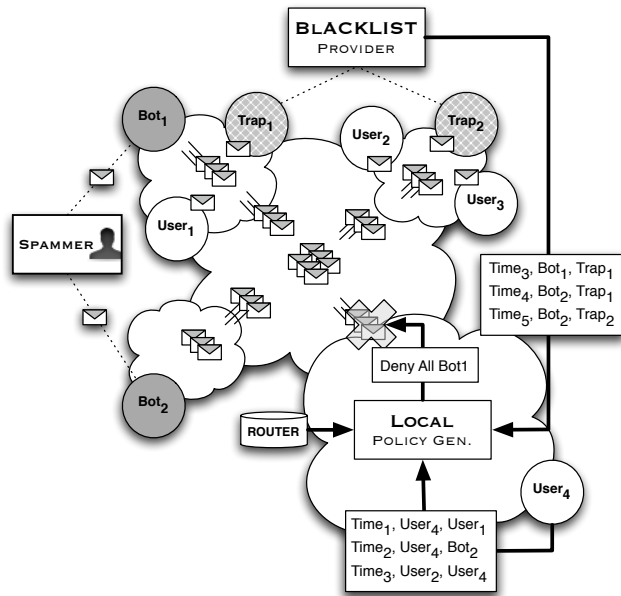 BLACKLIST
PROVIDER
Bot1
Trap1
User2
Trap2
User3
User1
SPAMMER
Time3, Bot1, Trap1
Time4, Bot2, Trap1
Time5, Bot2, Trap2
Deny All Bot1
Bot2
ROUTER
LOCAL
POLICY GEN.
User4
Time1, User4, User1
Time2, User4, Bot2
Time3, User2, User4